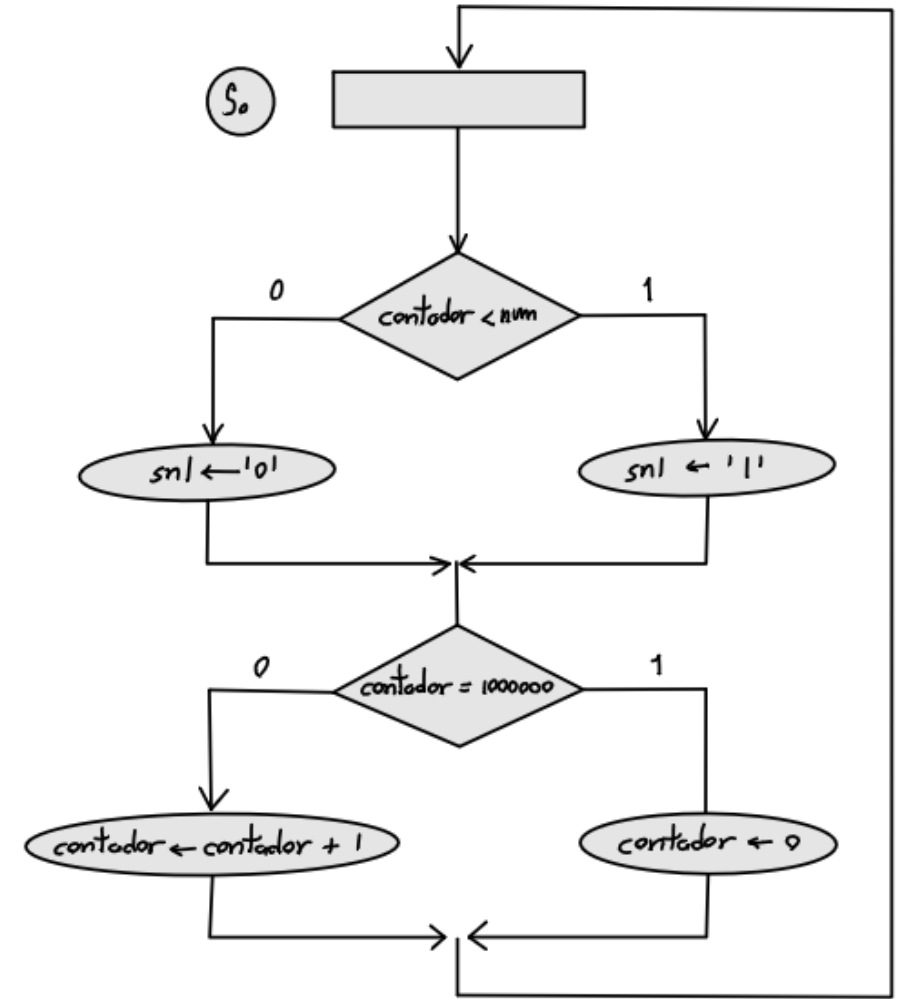 S₀
contador < num
0
1
snl ← '0'
snl ← '1'
contador = 1000000
0
1
contador ← contador + 1
contador ← 0